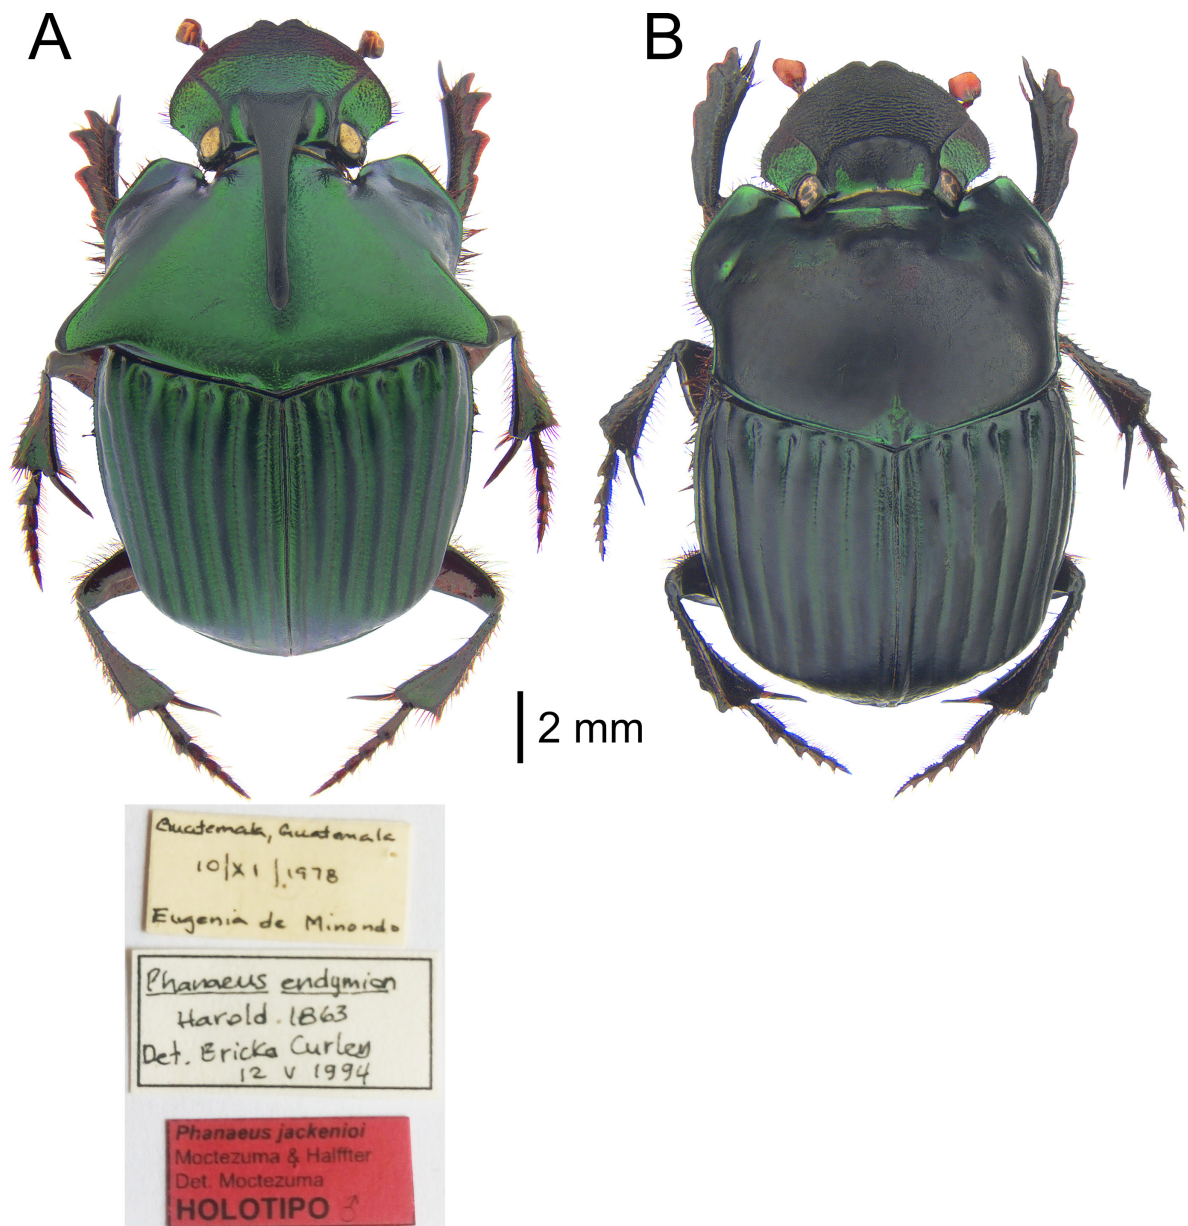 A
B
2 mm
Guatemala, Guatemala
10/XI/1978
Eugenia de Minondo
Phanaeus endymion
Harold. 1863
Det. Ericka Curley
12 V 1994
Phanaeus jackenioi
Moctezuma & Halffter
Det. Moctezuma
HOLOTIPO ♂